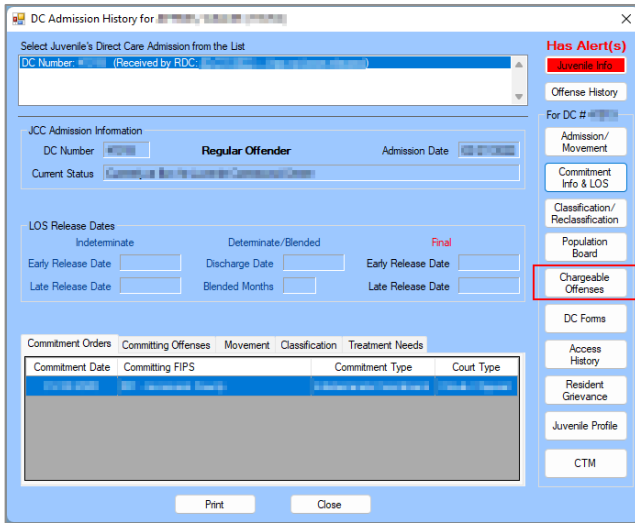 DC Admission History for
Select Juvenile's Direct Care Admission from the List
DC Number: (Received by RDC: )
Has Alert(s)
Juvenile Info
Offense History
For DC #
Admission/
Movement
Commitment
Info & LOS
Classification/
Reclassification
Population
Board
Chargeable
Offenses
DC Forms
Access
History
Resident
Grievance
Juvenile Profile
CTM
JCC Admission Information
DC Number Regular Offender Admission Date
Current Status
LOS Release Dates
Indeterminate Determinate/Blended Final
Early Release Date Discharge Date Early Release Date
Late Release Date Blended Months Late Release Date
Commitment Orders Committing Offenses Movement Classification Treatment Needs
Commitment Date Committing FIPS Commitment Type Court Type
Print Close